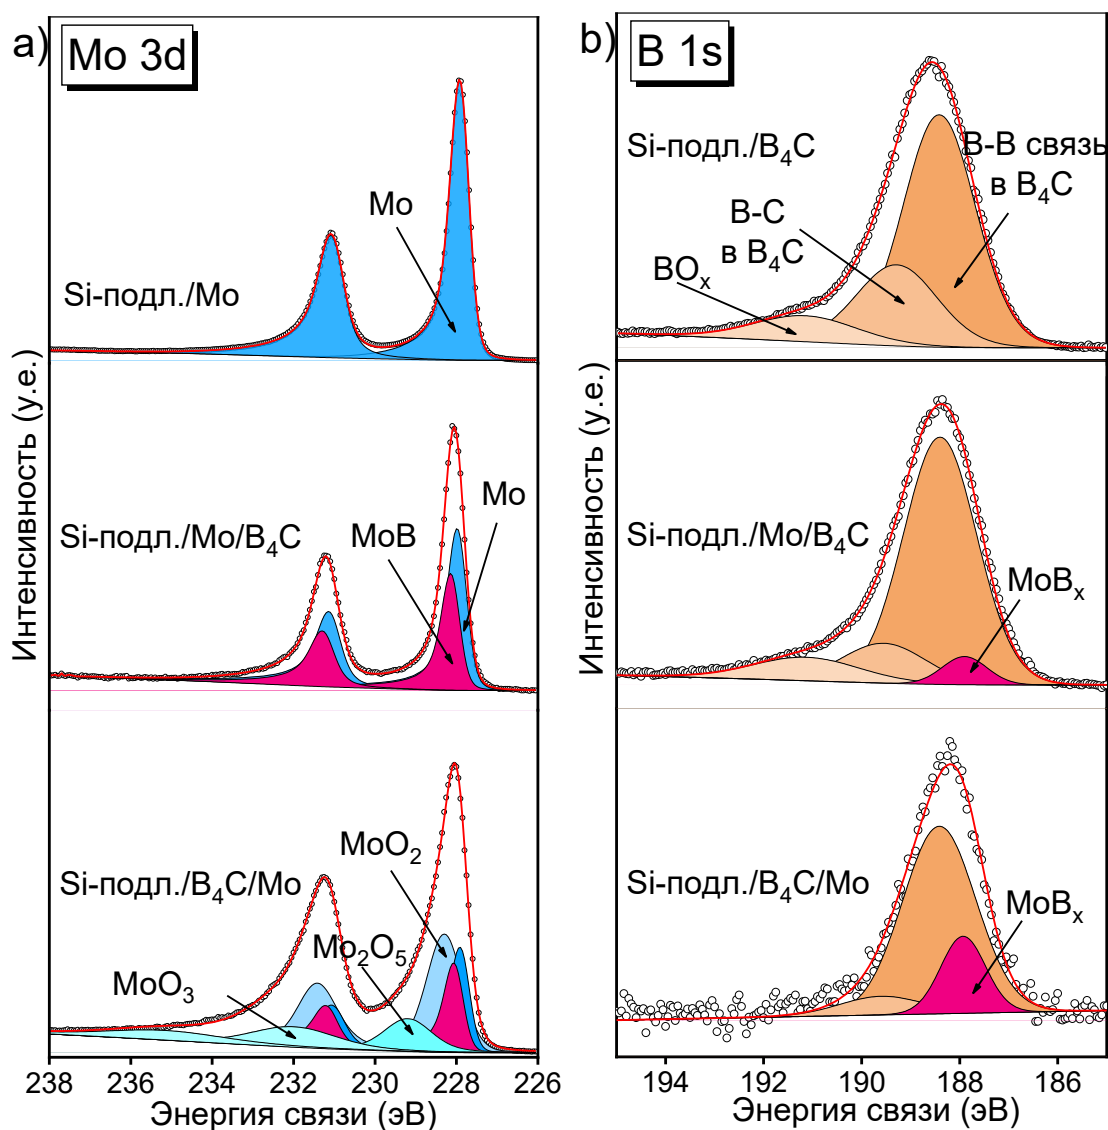 a)
Mo 3d
Mo
Si-подл./Mo
Si-подл./Mo/B₄C
MoB
Mo
MoO₂
Si-подл./B₄C/Mo
Mo₂O₅
MoO₃
Интенсивность (у.е.)
238 236 234 232 230 228 226
Энергия связи (эВ)
b)
B 1s
Si-подл./B₄C
B-B связь
в B₄C
B-C
в B₄C
BOₓ
Si-подл./Mo/B₄C
MoBₓ
Si-подл./B₄C/Mo
MoBₓ
Интенсивность (у.е.)
194 192 190 188 186
Энергия связи (эВ)